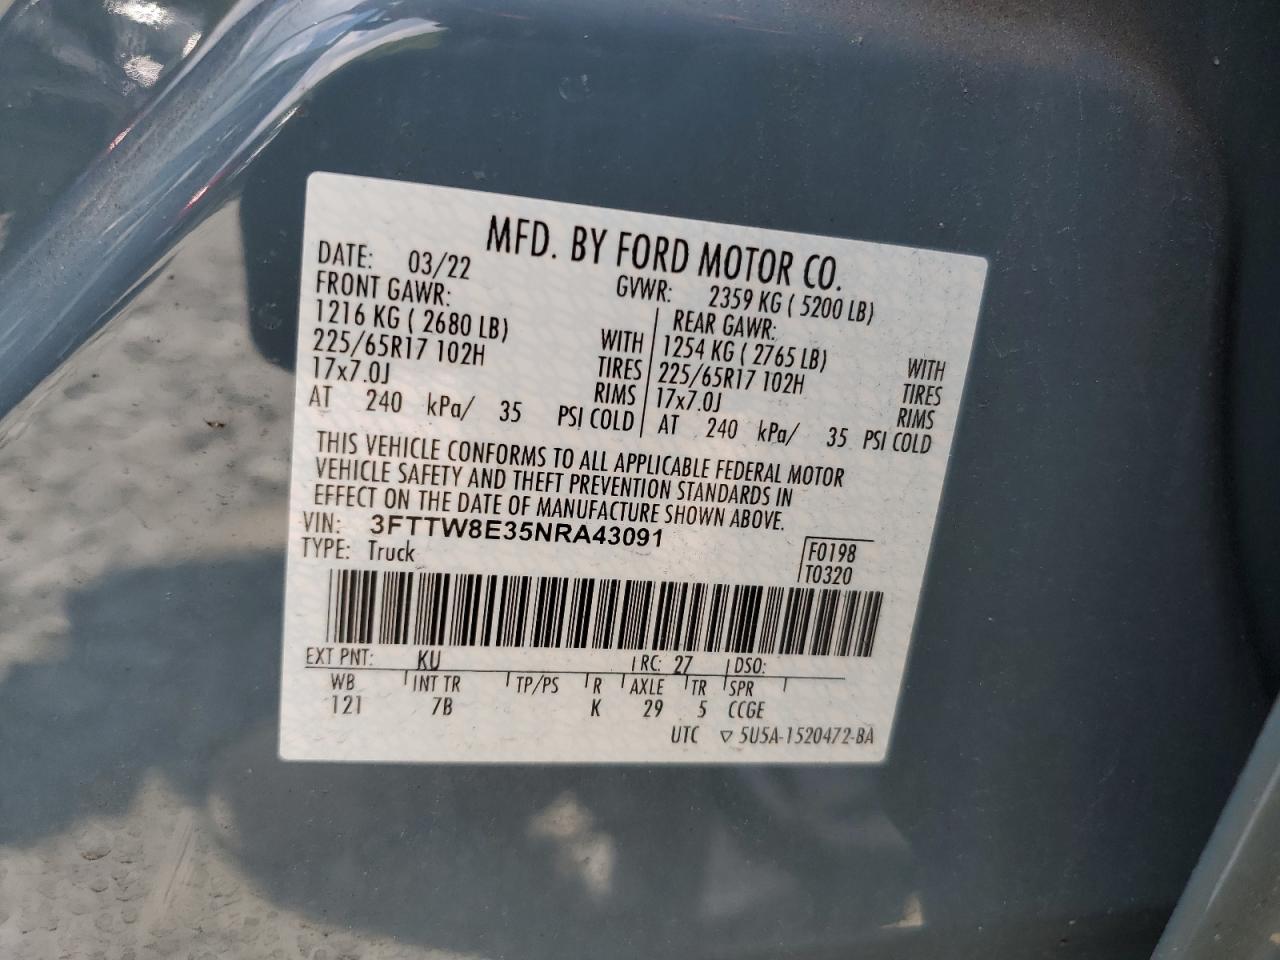 MFD. BY FORD MOTOR CO.
DATE: 03/22 GVWR: 2359 KG ( 5200 LB)
FRONT GAWR: REAR GAWR:
1216 KG ( 2680 LB) WITH 1254 KG ( 2765 LB) WITH
225/65R17 102H TIRES 225/65R17 102H TIRES
17x7.0J RIMS 17x7.0J RIMS
AT 240 kPa/ 35 PSI COLD AT 240 kPa/ 35 PSI COLD
THIS VEHICLE CONFORMS TO ALL APPLICABLE FEDERAL MOTOR
VEHICLE SAFETY AND THEFT PREVENTION STANDARDS IN
EFFECT ON THE DATE OF MANUFACTURE SHOWN ABOVE.
VIN: 3FTTW8E35NRA43091
TYPE: Truck F0198
T0320
EXT PNT: KU RC: 27 DSO:
WB INT TR TP/PS R AXLE TR SPR
121 7B K 29 5 CCGE
UTC ▽ 5U5A-1520472-BA